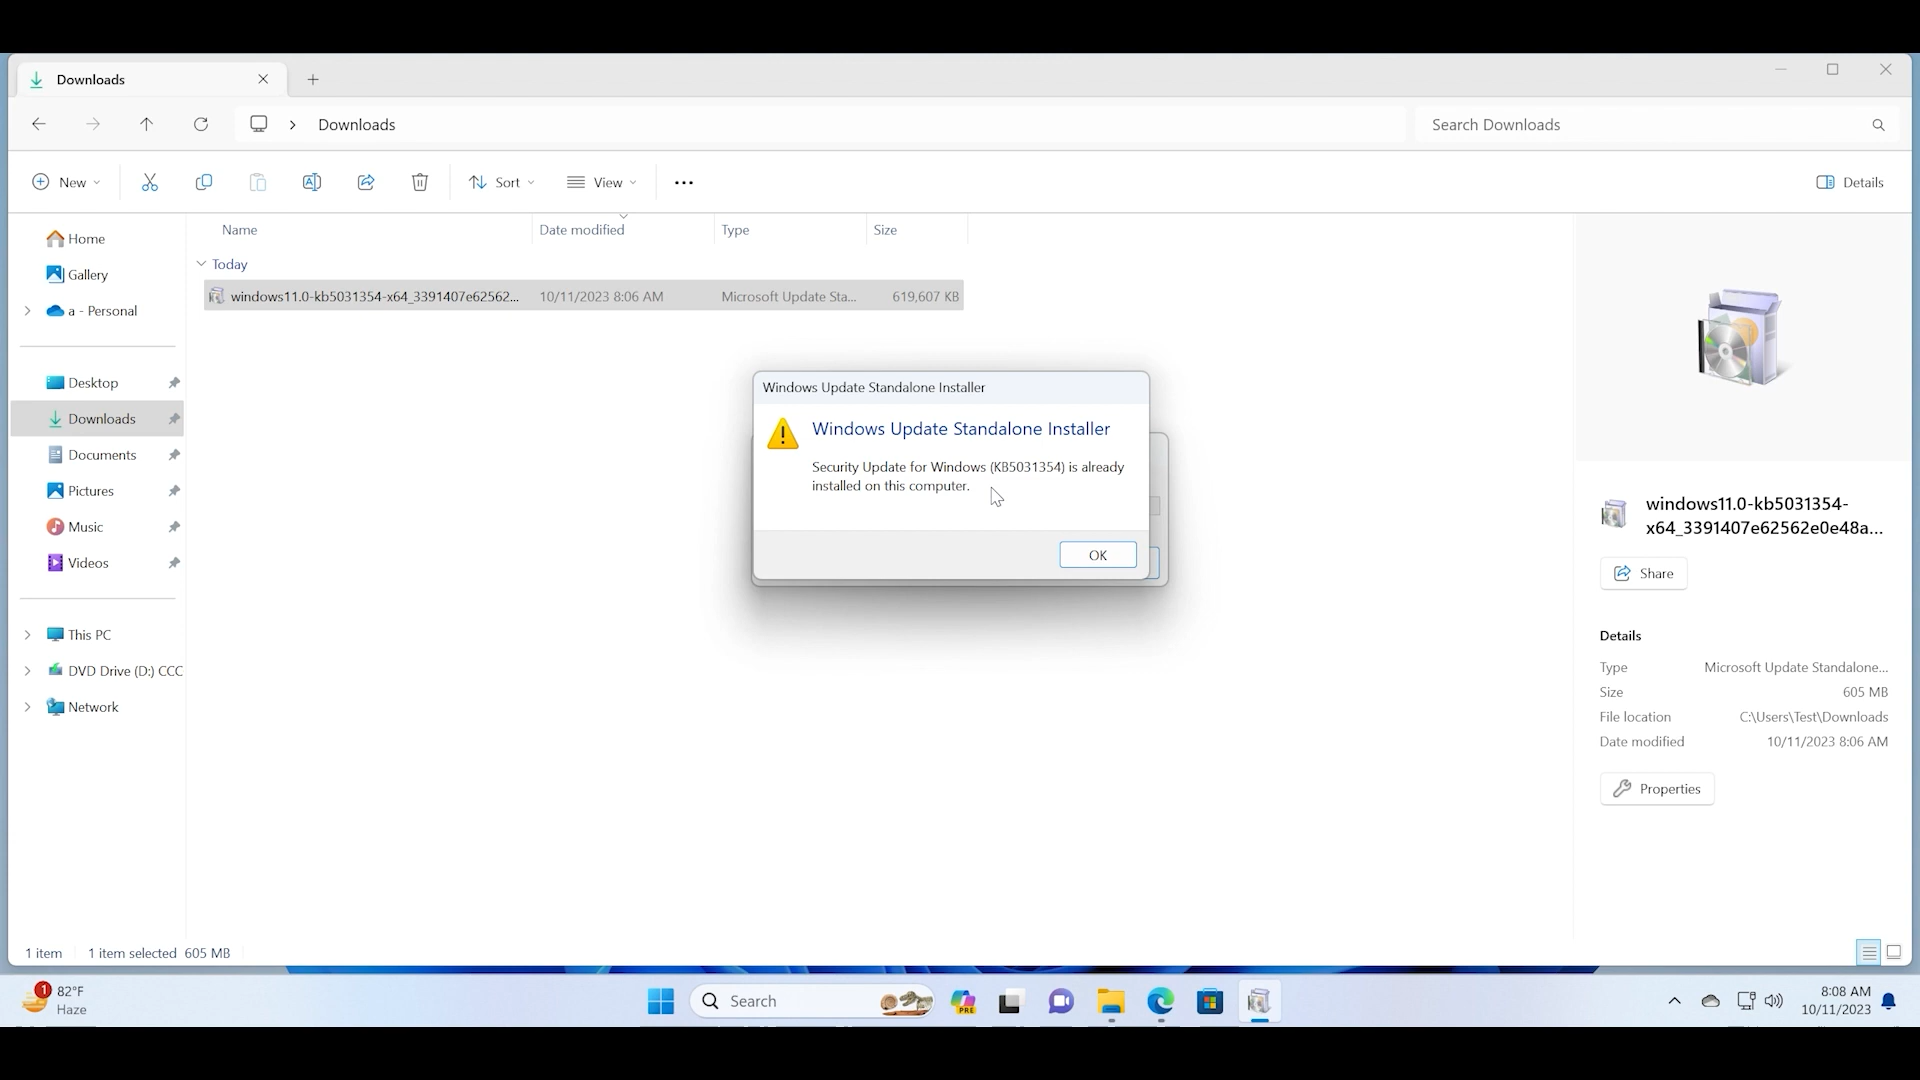 Downloads
Downloads
Search Downloads
New
Sort
View
Details
Name
Date modified
Type
Size
Home
Gallery
a - Personal
Desktop
Downloads
Documents
Pictures
Music
Videos
This PC
DVD Drive (D:) CCC
Network
Today
windows11.0-kb5031354-x64_3391407e62562... 10/11/2023 8:06 AM Microsoft Update Sta... 619,607 KB
Windows Update Standalone Installer
Windows Update Standalone Installer
Security Update for Windows (KB5031354) is already
installed on this computer.
OK
windows11.0-kb5031354-
x64_3391407e62562e0e48a...
Share
Details
Type Microsoft Update Standalone...
Size 605 MB
File location C:\Users\Test\Downloads
Date modified 10/11/2023 8:06 AM
Properties
1 item 1 item selected 605 MB
1
82°F
Haze
Search
PRE
8:08 AM
10/11/2023